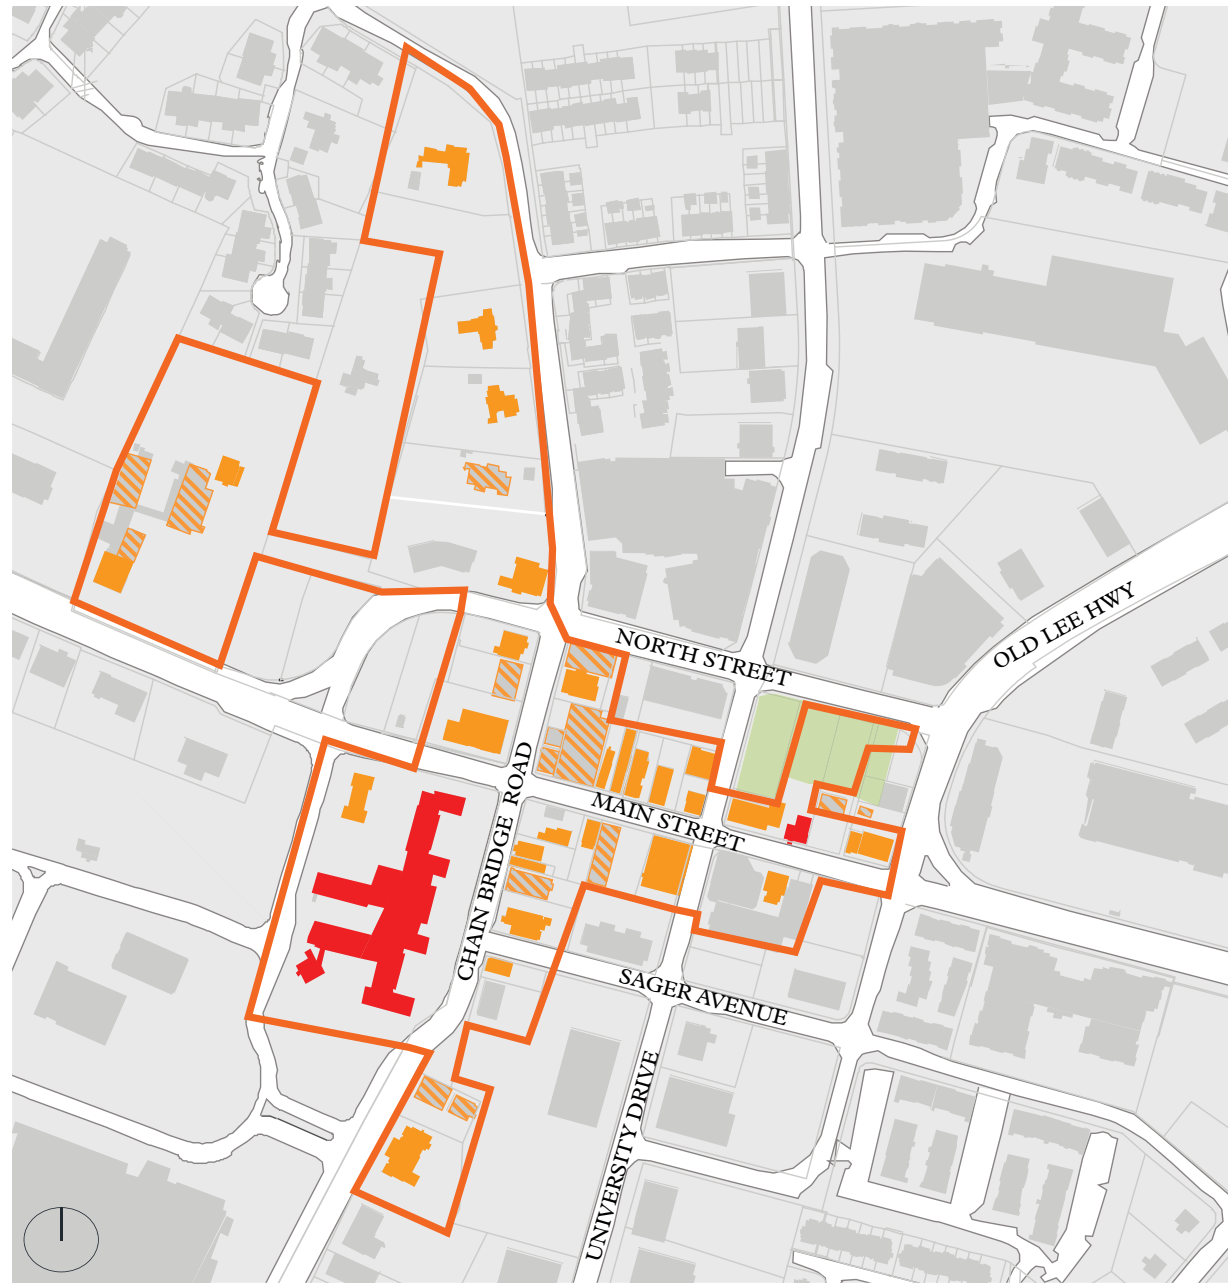 NORTH STREET
OLD LEE HWY
MAIN STREET
CHAIN BRIDGE ROAD
SAGER AVENUE
UNIVERSITY DRIVE